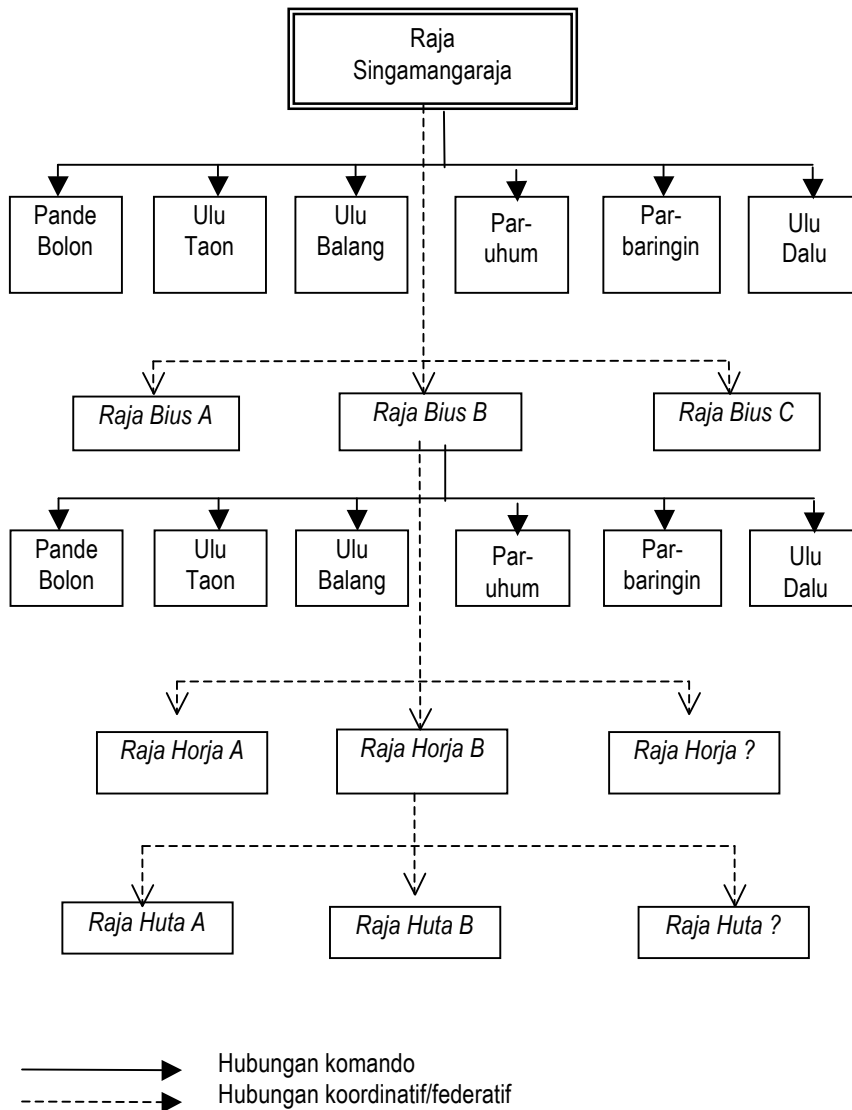 Raja
Singamangaraja
Pande
Bolon
Ulu
Taon
Ulu
Balang
Par-
uhum
Par-
baringin
Ulu
Dalu
Raja Bius A
Raja Bius B
Raja Bius C
Pande
Bolon
Ulu
Taon
Ulu
Balang
Par-
uhum
Par-
baringin
Ulu
Dalu
Raja Horja A
Raja Horja B
Raja Horja ?
Raja Huta A
Raja Huta B
Raja Huta ?
Hubungan komando
Hubungan koordinatif/federatif